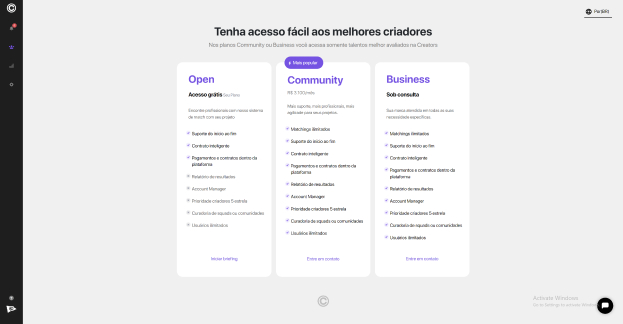 Por(BR)
Tenha acesso fácil aos melhores criadores
Nos planos Community ou Business você acessa somente talentos melhor avaliados na Creators
Mais popular
Open
Acesso grátis Seu Plano
Encontre profissionais com nosso sistema
de match com seu projeto
Suporte do início ao fim
Contrato inteligente
Pagamentos e contratos dentro da
plataforma
Relatório de resultados
Account Manager
Prioridade criadores 5 estrela
Curadoria de squads ou comunidades
Usuários ilimitados
Iniciar briefing
Community
R$ 3.100/mês
Mais suporte, mais profissionais, mais
agilidade para seus projetos.
Matchings ilimitados
Suporte do início ao fim
Contrato inteligente
Pagamentos e contratos dentro da
plataforma
Relatório de resultados
Account Manager
Prioridade criadores 5 estrela
Curadoria de squads ou comunidades
Usuários ilimitados
Entre em contato
Business
Sob consulta
Sua marca atendida em todas as suas
necessidades específicas.
Matchings ilimitados
Suporte do início ao fim
Contrato inteligente
Pagamentos e contratos dentro da
plataforma
Relatório de resultados
Account Manager
Prioridade criadores 5 estrela
Curadoria de squads ou comunidades
Usuários ilimitados
Entre em contato
Activate Windows
Go to Settings to activate Windows